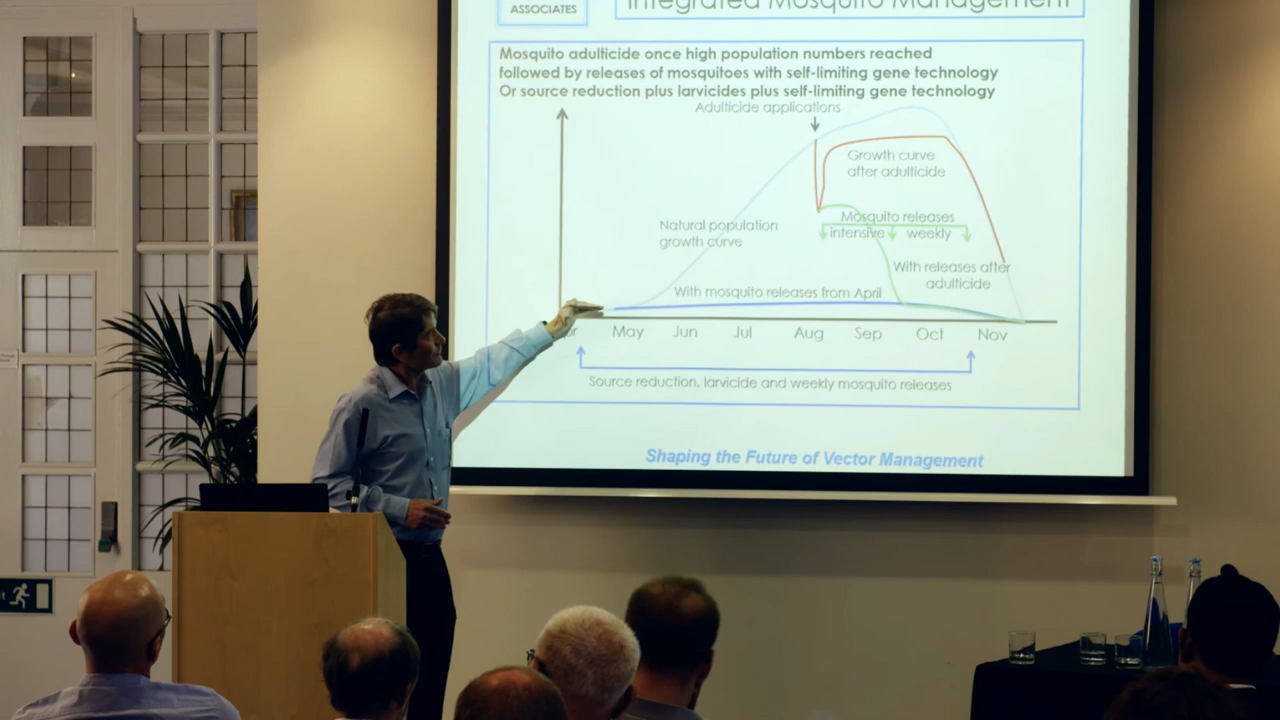 ASSOCIATES
Integrated Mosquito Management
Mosquito adulticide once high population numbers reached
followed by releases of mosquitoes with self-limiting gene technology
Or source reduction plus larvicides plus self-limiting gene technology
Adulticide applications
Growth curve
after adulticide
Natural population
growth curve
Mosquito releases
intensive weekly
With releases after
adulticide
With mosquito releases from April
May Jun Jul Aug Sep Oct Nov
Source reduction, larvicide and weekly mosquito releases
Shaping the Future of Vector Management